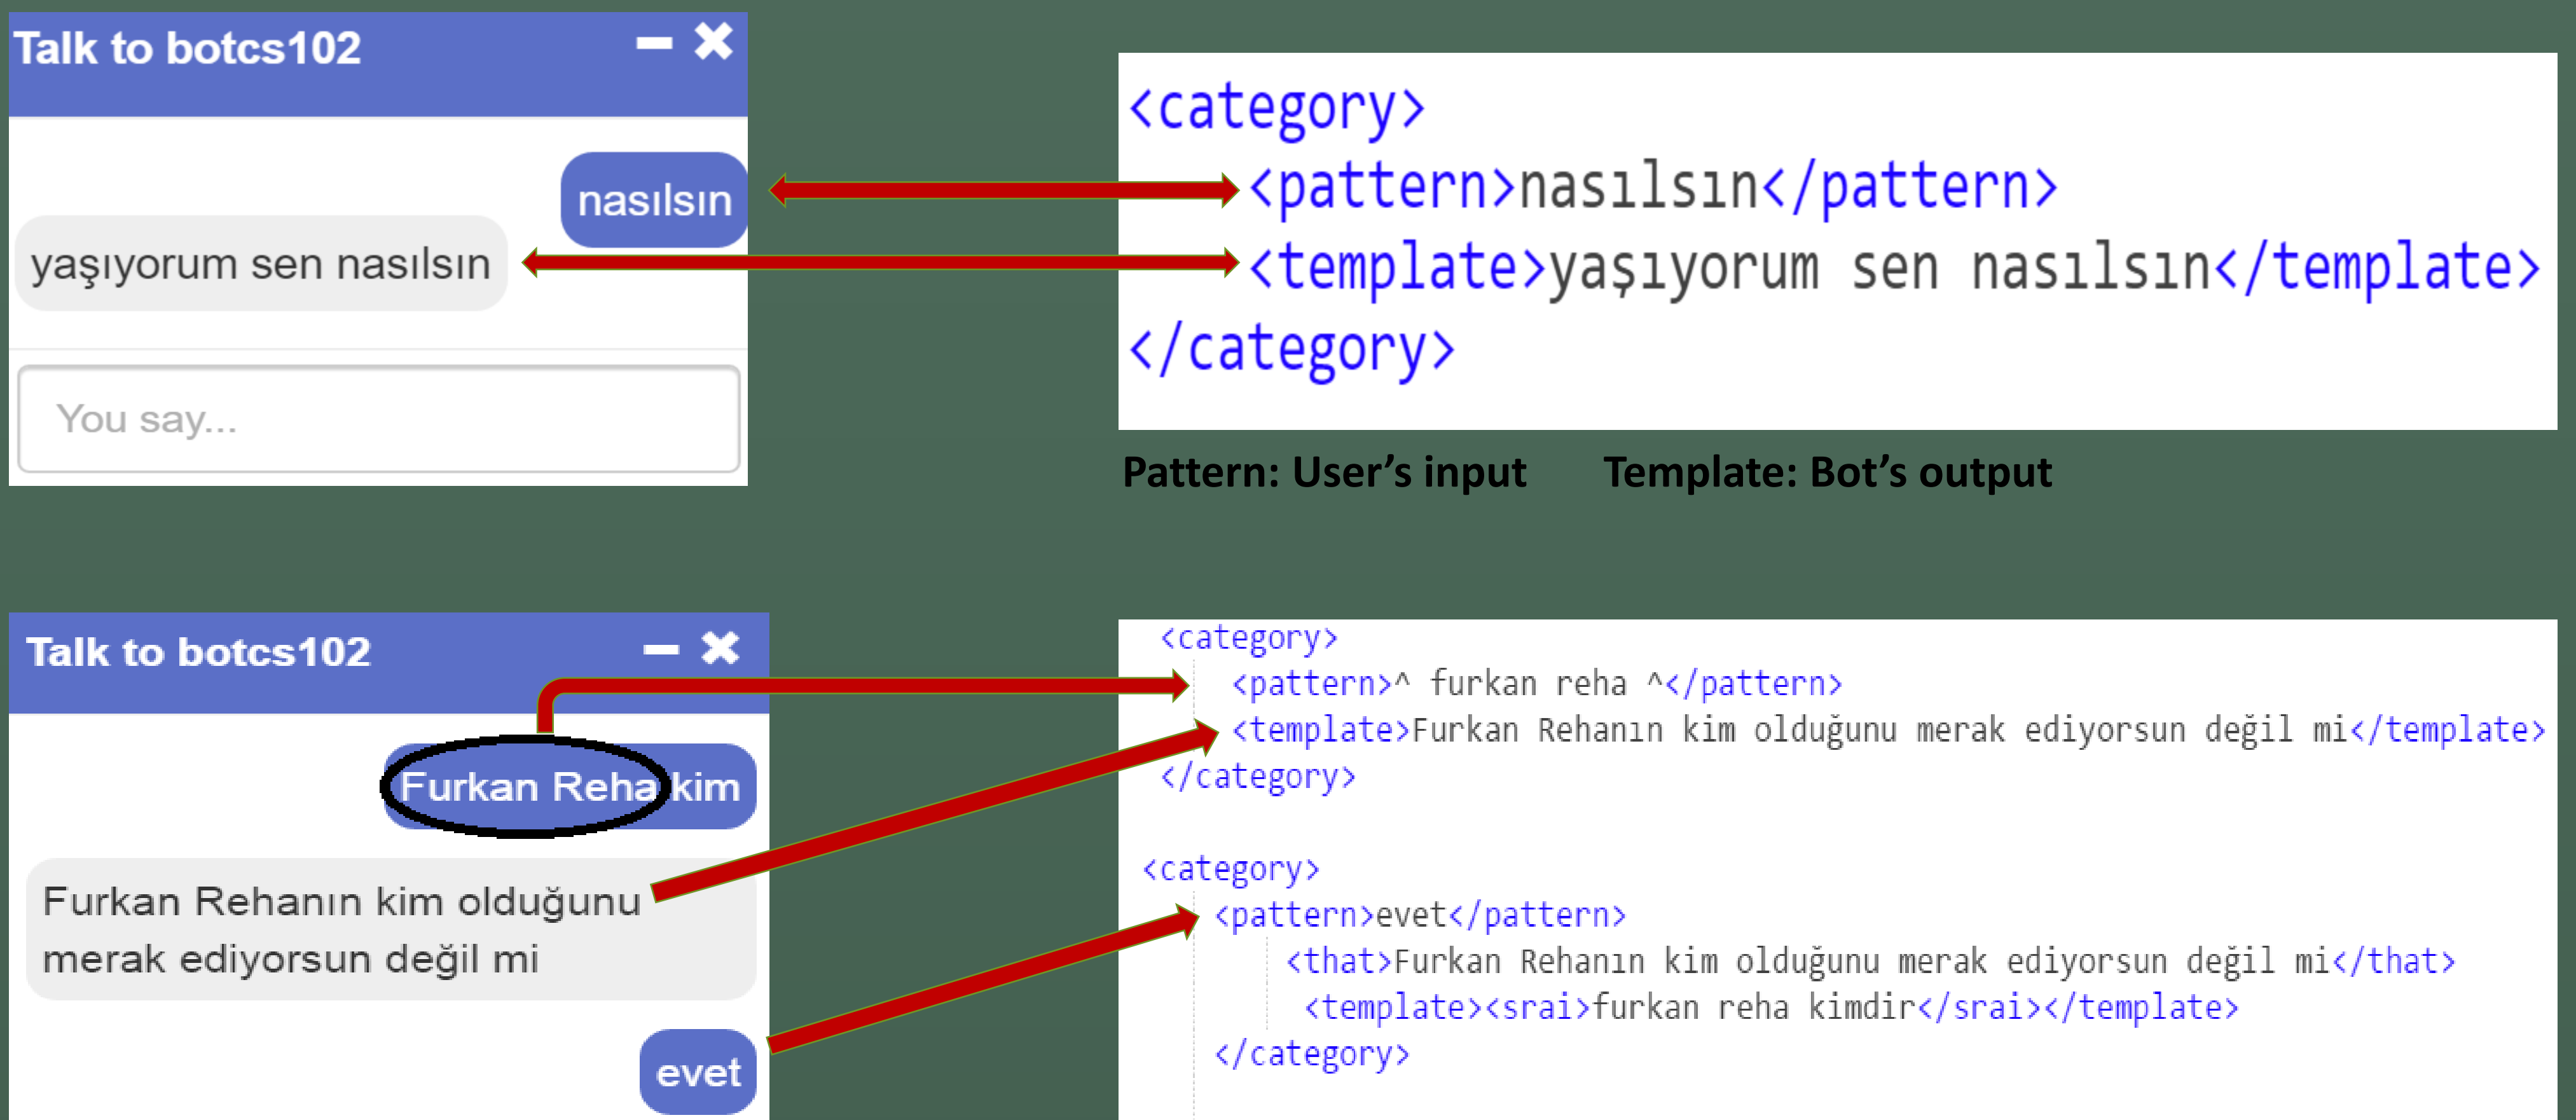 Talk to botcs102
nasılsın
yaşıyorum sen nasılsın
You say...
<category>
<pattern>nasılsın</pattern>
<template>yaşıyorum sen nasılsın</template>
</category>
Pattern: User’s input Template: Bot’s output
Talk to botcs102
Furkan Reha kim
Furkan Rehanın kim olduğunu
merak ediyorsun değil mi
evet
<category>
<pattern>^ furkan reha ^</pattern>
<template>Furkan Rehanın kim olduğunu merak ediyorsun değil mi</template>
</category>
<category>
<pattern>evet</pattern>
<that>Furkan Rehanın kim olduğunu merak ediyorsun değil mi</that>
<template><srai>furkan reha kimdir</srai></template>
</category>